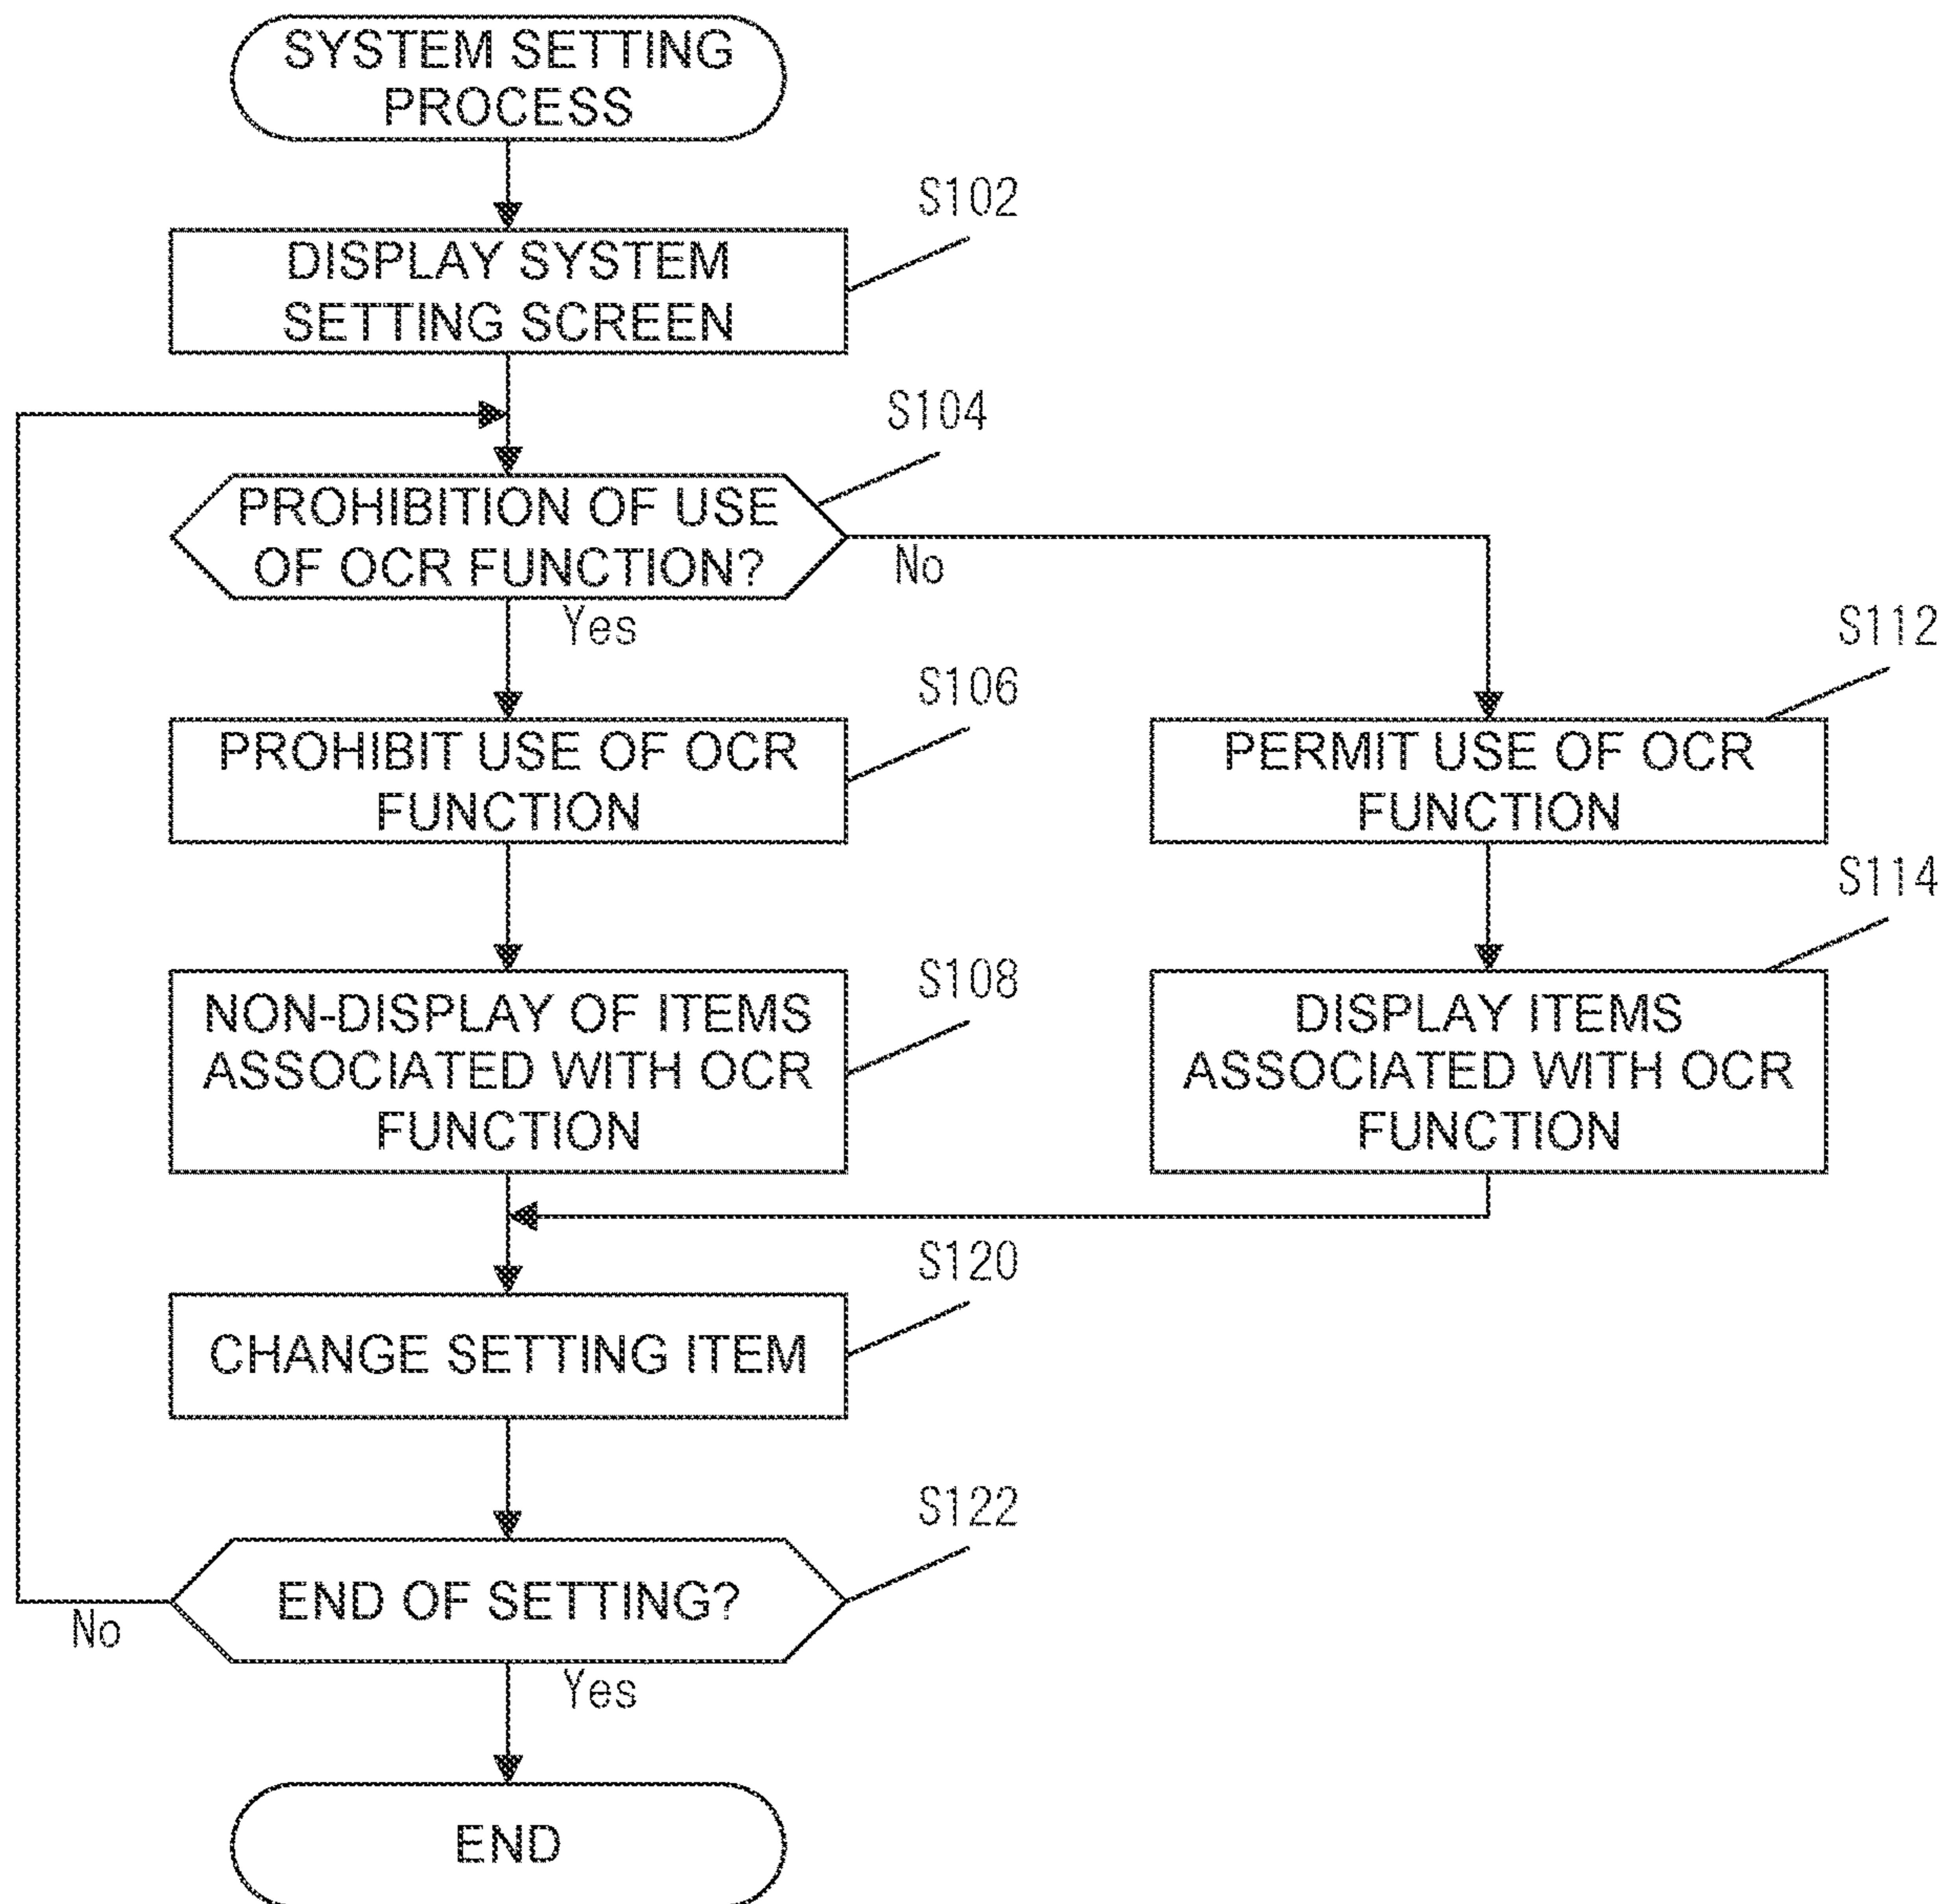 SYSTEM SETTING
PROCESS
S102
DISPLAY SYSTEM
SETTING SCREEN
S104
PROHIBITION OF USE
OF OCR FUNCTION?
No
Yes
S106
PROHIBIT USE OF OCR
FUNCTION
S112
PERMIT USE OF OCR
FUNCTION
S108
NON-DISPLAY OF ITEMS
ASSOCIATED WITH OCR
FUNCTION
S114
DISPLAY ITEMS
ASSOCIATED WITH OCR
FUNCTION
S120
CHANGE SETTING ITEM
S122
END OF SETTING?
No
Yes
END